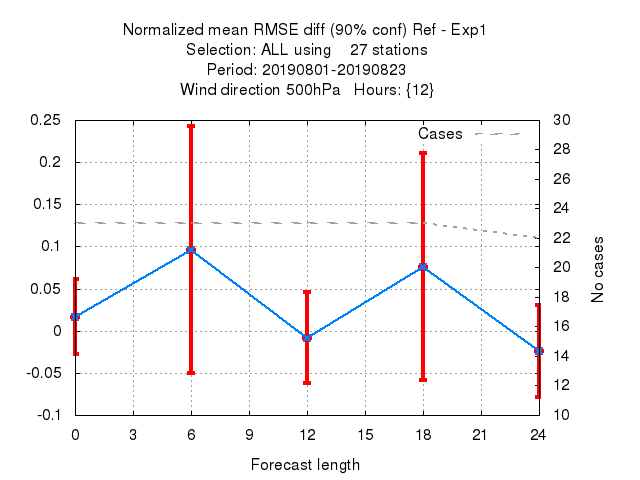 Normalized mean RMSE diff (90% conf) Ref - Exp1
Selection: ALL using    27 stations
Period: 20190801-20190823
Wind direction 500hPa   Hours: {12}
Cases
0.25
0.2
0.15
0.1
0.05
0
-0.05
-0.1
30
28
26
24
22
20
18
16
14
12
10
No cases
0 3 6 9 12 15 18 21 24
Forecast length